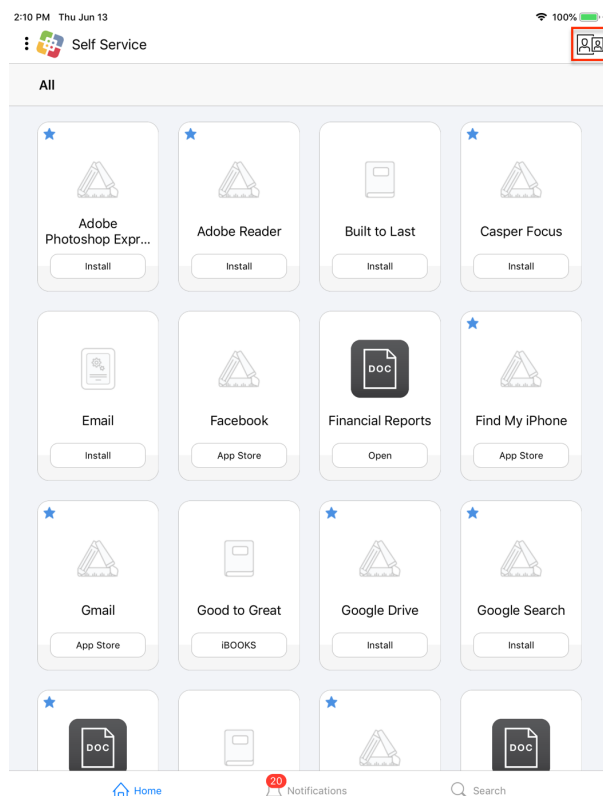 2:10 PM Thu Jun 13 100%
Self Service
All
Adobe
Photoshop Expr...
Install
Adobe Reader
Install
Built to Last
Install
Casper Focus
Install
Email
Install
Facebook
App Store
DOC
Financial Reports
Open
Find My iPhone
App Store
Gmail
App Store
Good to Great
iBOOKS
Google Drive
Install
Google Search
Install
DOC
DOC
Home
20
Notifications
Search